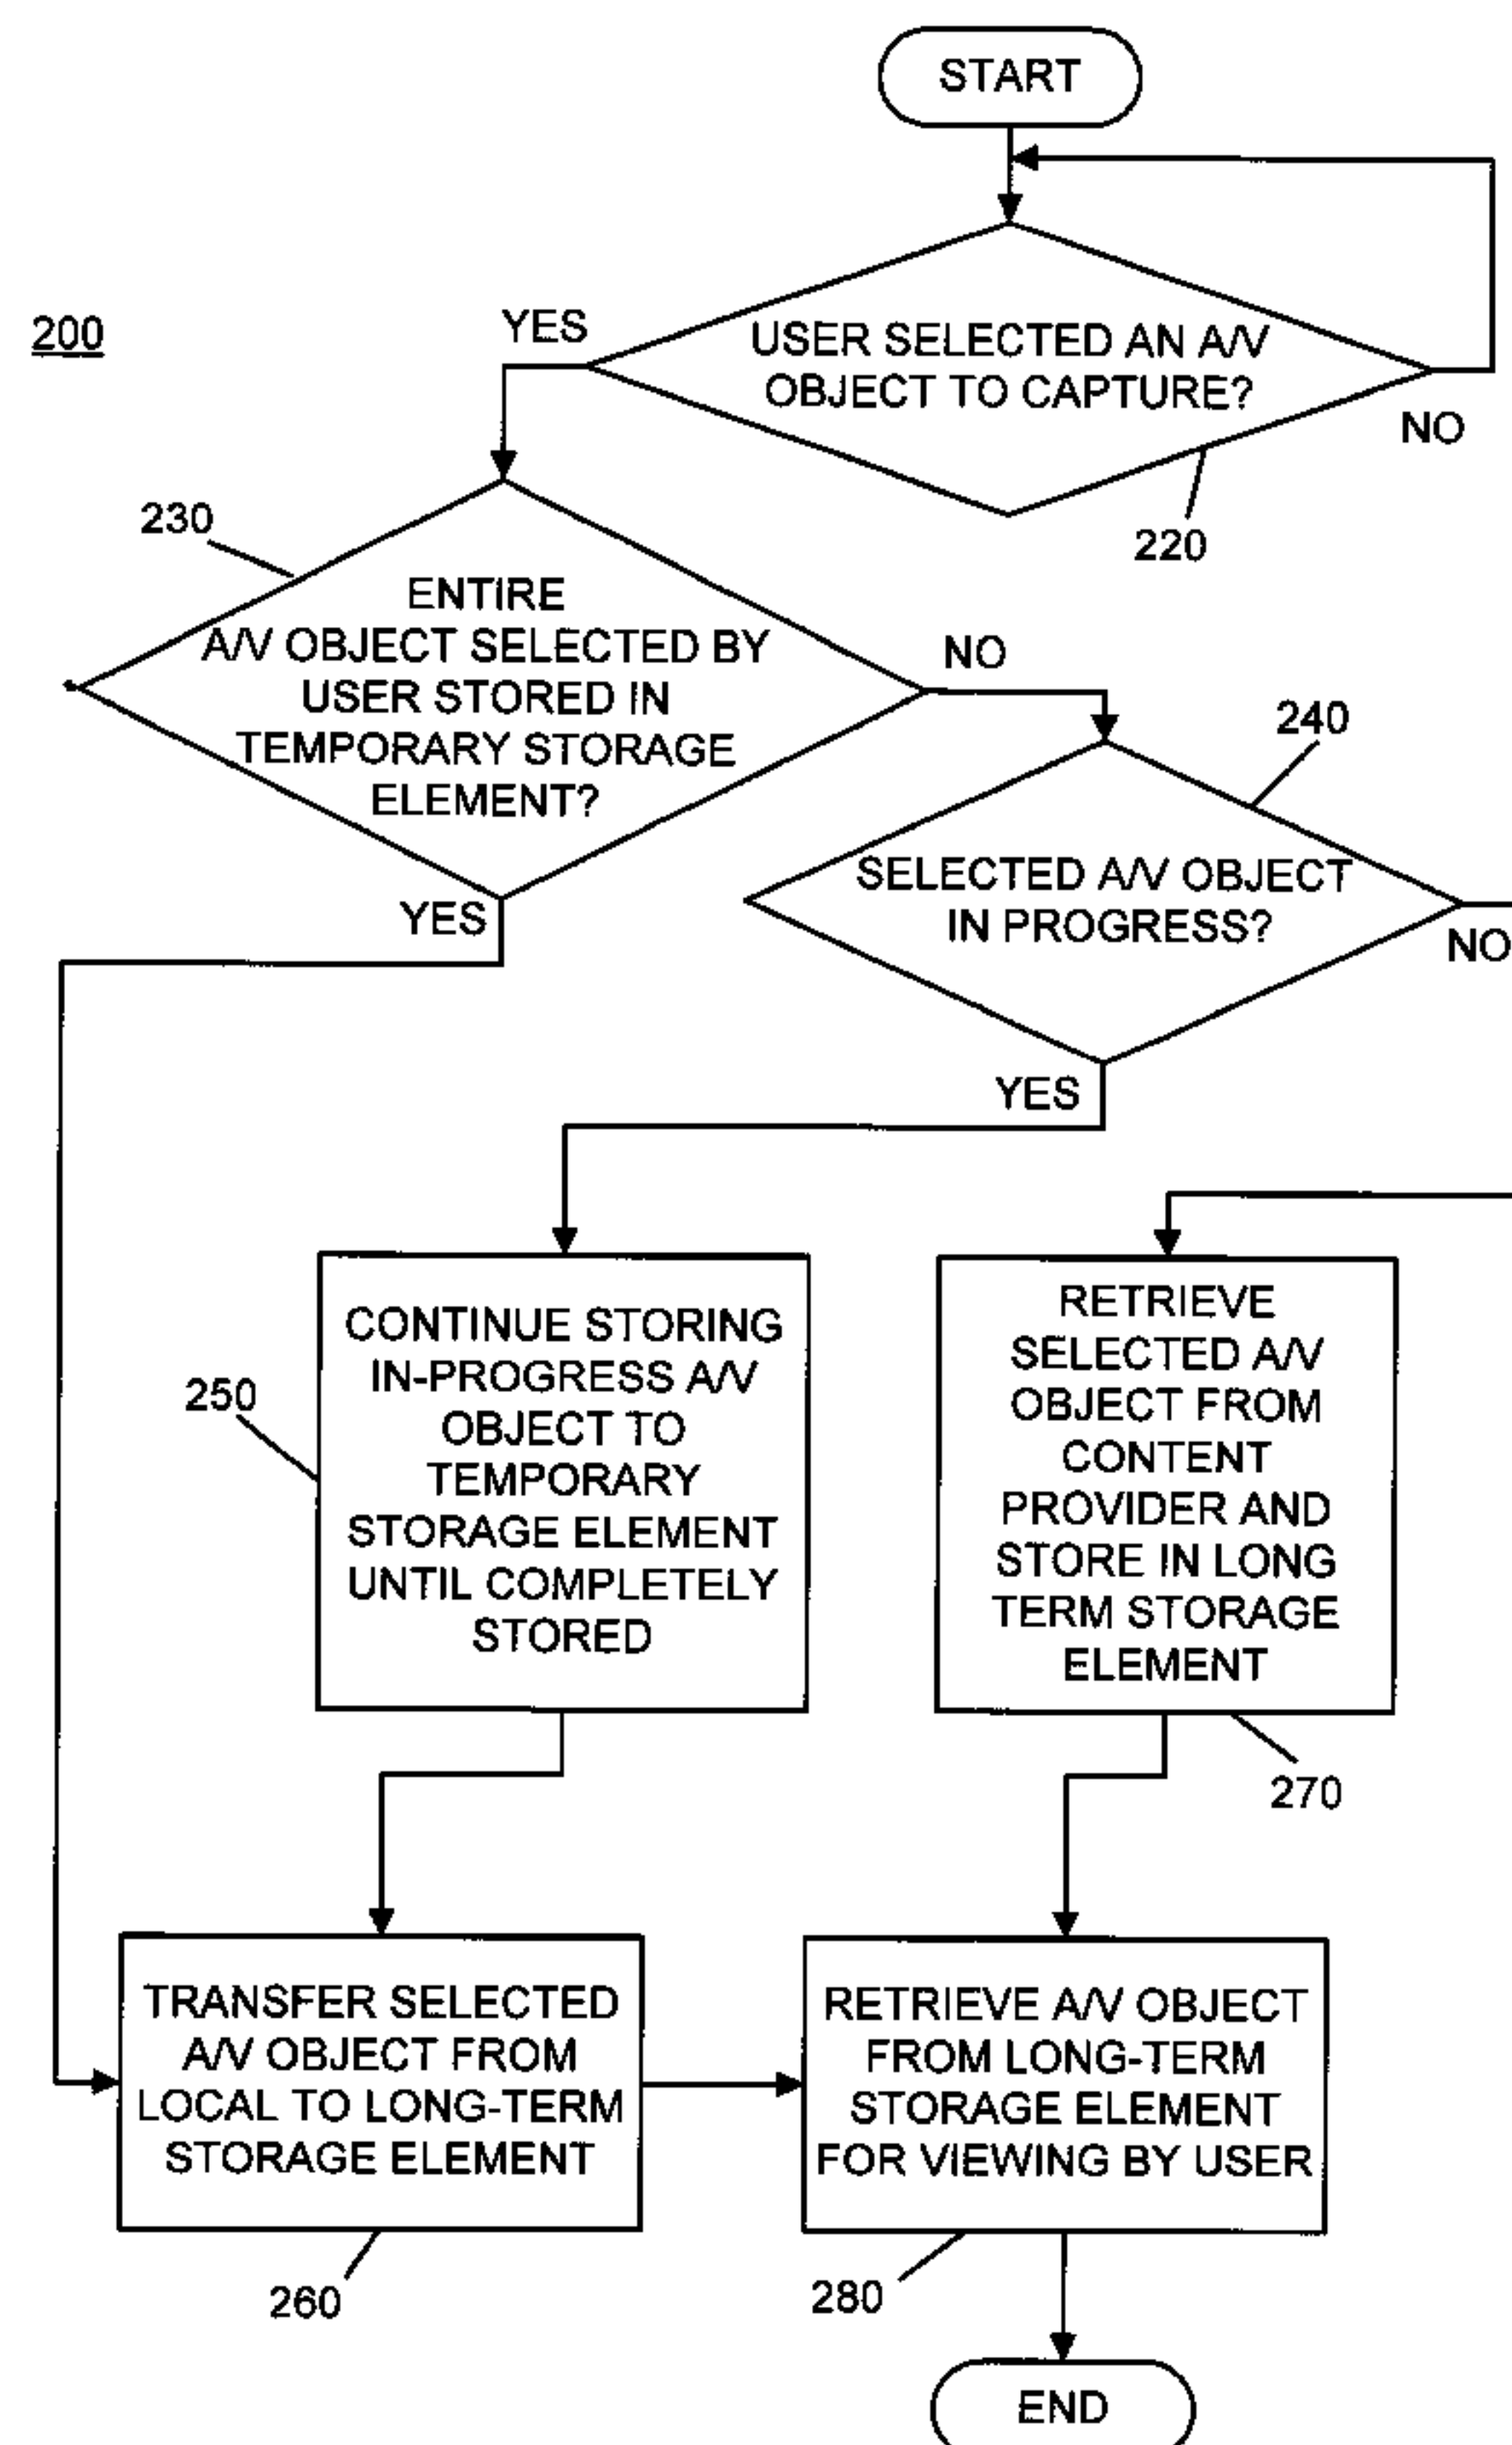 START
200
YES
USER SELECTED AN A/V
OBJECT TO CAPTURE?
NO
220
230
ENTIRE
A/V OBJECT SELECTED BY
USER STORED IN
TEMPORARY STORAGE
ELEMENT?
NO
YES
240
SELECTED A/V OBJECT
IN PROGRESS?
NO
YES
250
CONTINUE STORING
IN-PROGRESS A/V
OBJECT TO
TEMPORARY
STORAGE ELEMENT
UNTIL COMPLETELY
STORED
RETRIEVE
SELECTED A/V
OBJECT FROM
CONTENT
PROVIDER AND
STORE IN LONG
TERM STORAGE
ELEMENT
270
TRANSFER SELECTED
A/V OBJECT FROM
LOCAL TO LONG-TERM
STORAGE ELEMENT
260
RETRIEVE A/V OBJECT
FROM LONG-TERM
STORAGE ELEMENT
FOR VIEWING BY USER
280
END